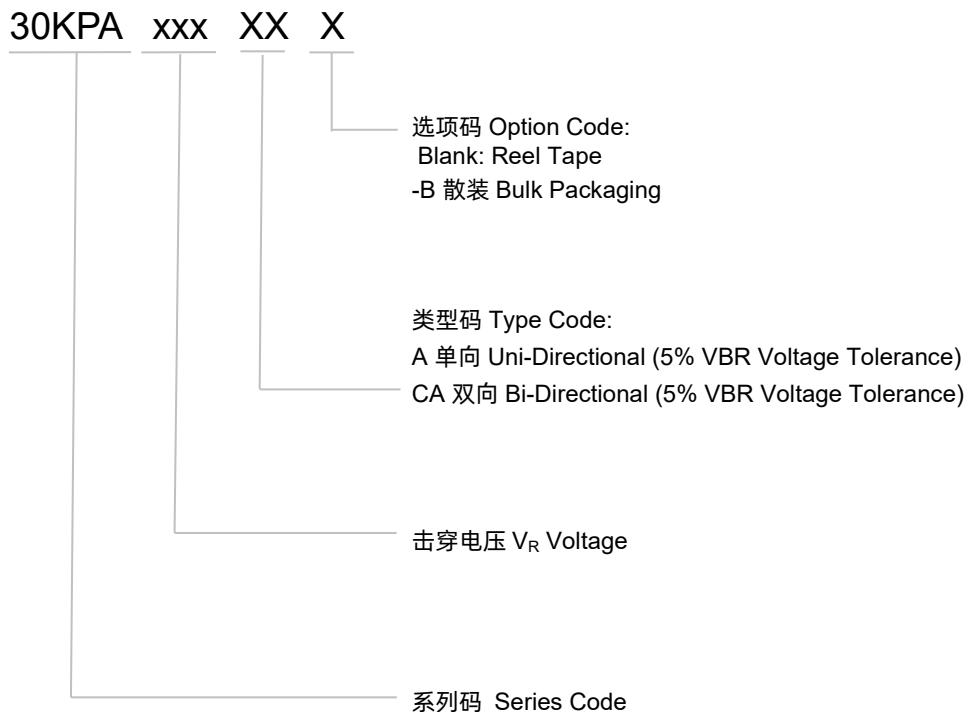 30KPA xxx XX X
选项码 Option Code:
Blank: Reel Tape
-B 散装 Bulk Packaging
类型码 Type Code:
A 单向 Uni-Directional (5% VBR Voltage Tolerance)
CA 双向 Bi-Directional (5% VBR Voltage Tolerance)
击穿电压 VR Voltage
系列码 Series Code